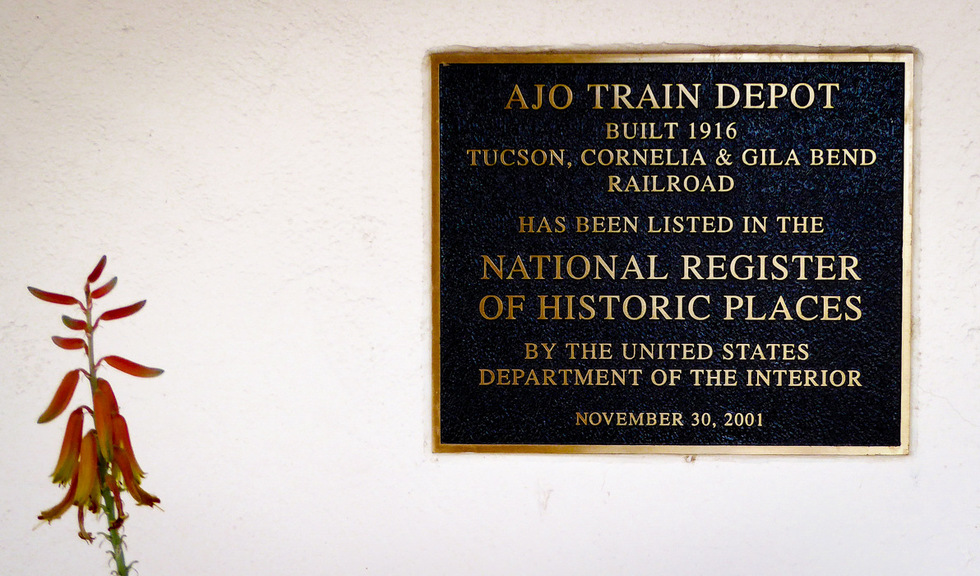 AJO TRAIN DEPOT
BUILT 1916
TUCSON, CORNELIA & GILA BEND
RAILROAD
HAS BEEN LISTED IN THE
NATIONAL REGISTER
OF HISTORIC PLACES
BY THE UNITED STATES
DEPARTMENT OF THE INTERIOR
NOVEMBER 30, 2001